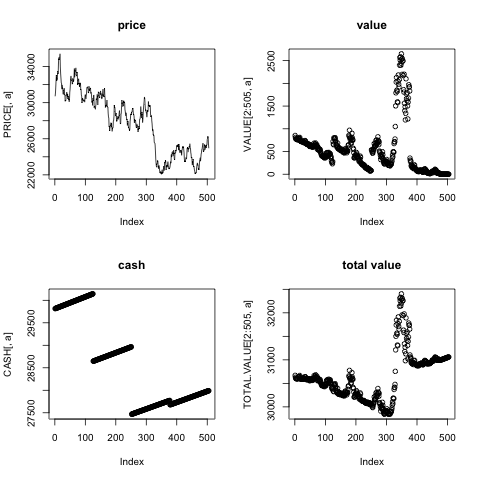 price
PRICE[, a]
34000
30000
26000
22000
0 100 200 300 400 500
Index
value
VALUE[2:505, a]
2500
1500
500
0
0 100 200 300 400 500
Index
cash
CASH[, a]
29500
28500
27500
0 100 200 300 400 500
Index
total value
TOTAL.VALUE[2:505, a]
32000
31000
30000
0 100 200 300 400 500
Index